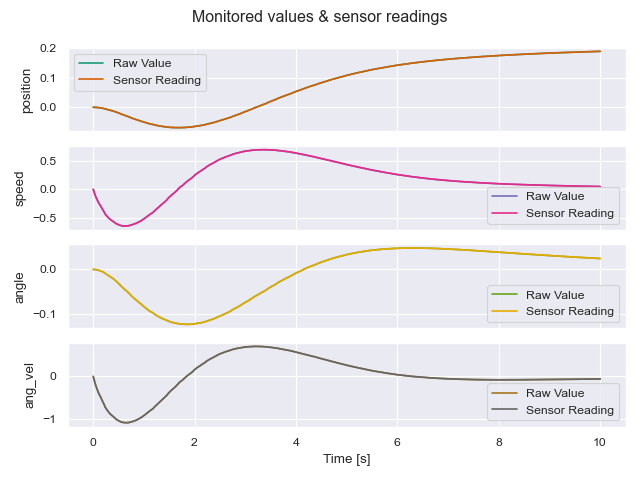 Monitored values & sensor readings
position
0.2
0.1
0.0
Raw Value
Sensor Reading
speed
0.5
0.0
−0.5
Raw Value
Sensor Reading
angle
0.0
−0.1
Raw Value
Sensor Reading
ang_vel
0
−1
Raw Value
Sensor Reading
0 2 4 6 8 10
Time [s]